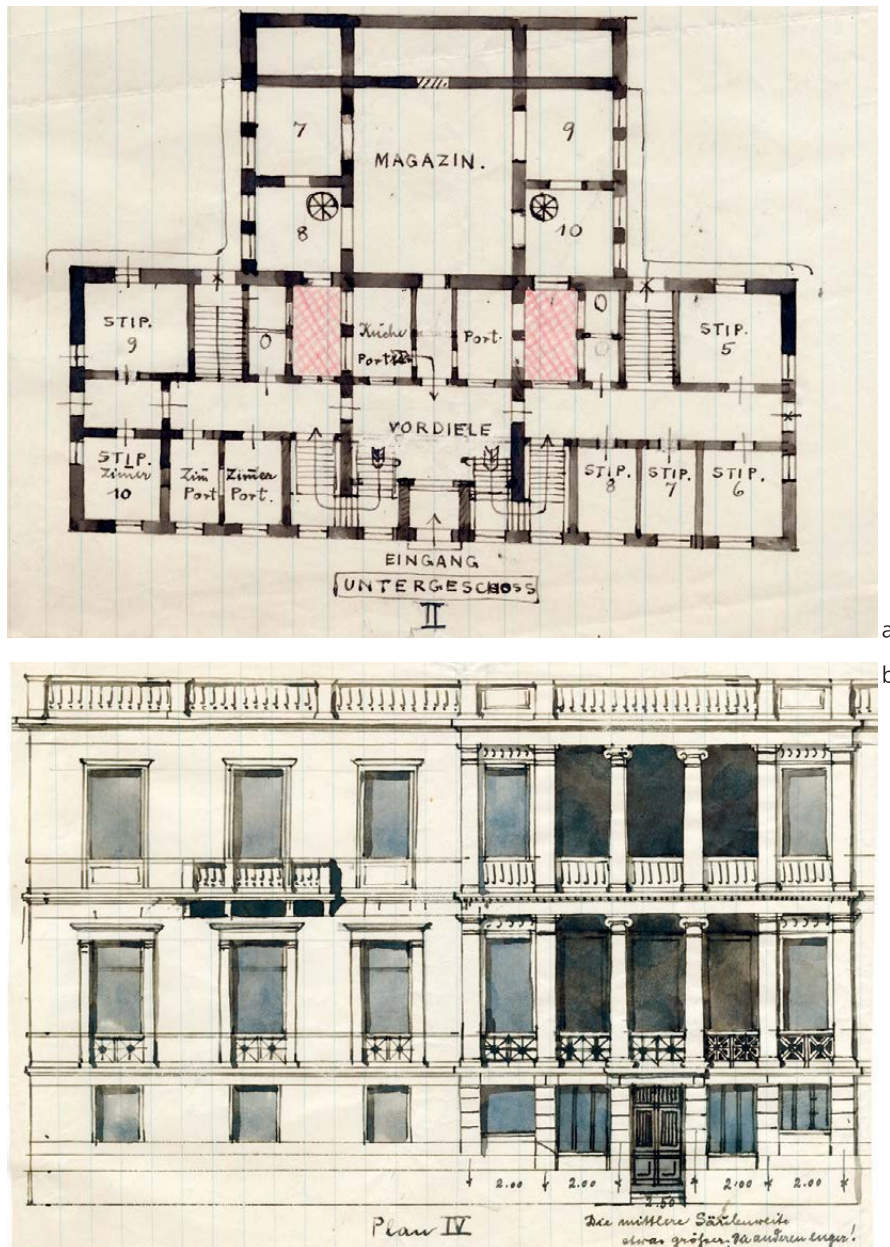 7
9
MAGAZIN.
8
10
STIP.
9
O
Küche
Port.
O
O
STIP.
5
VORDIELE
STIP.
Zimer
10
Zim
Port
Zimer
Port.
STIP.
8
STIP.
7
STIP.
6
EINGANG
UNTERGESCHOSS
II
a
b
2.00 2.00 2.00 2.00
2.50
Plan IV
Die mittlere Säulenweite
etwas grösser. Die anderen enger!